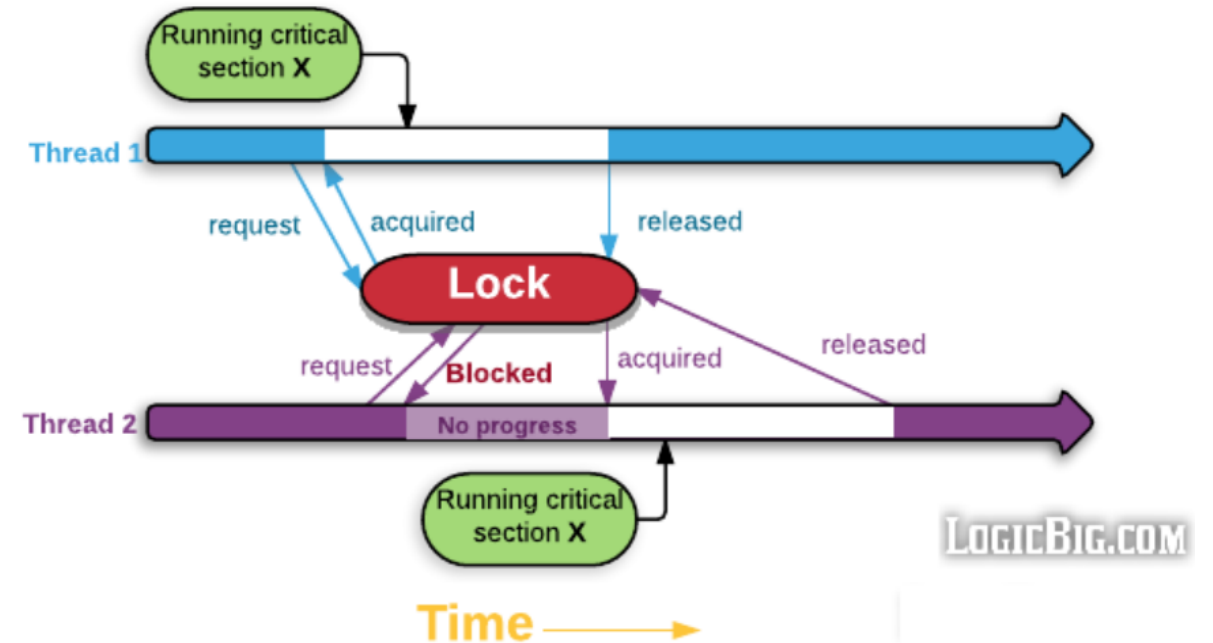 Running critical
section X
Thread 1
request
acquired
released
Lock
request
Blocked
acquired
released
Thread 2
No progress
Running critical
section X
LOGICBIG.COM
Time